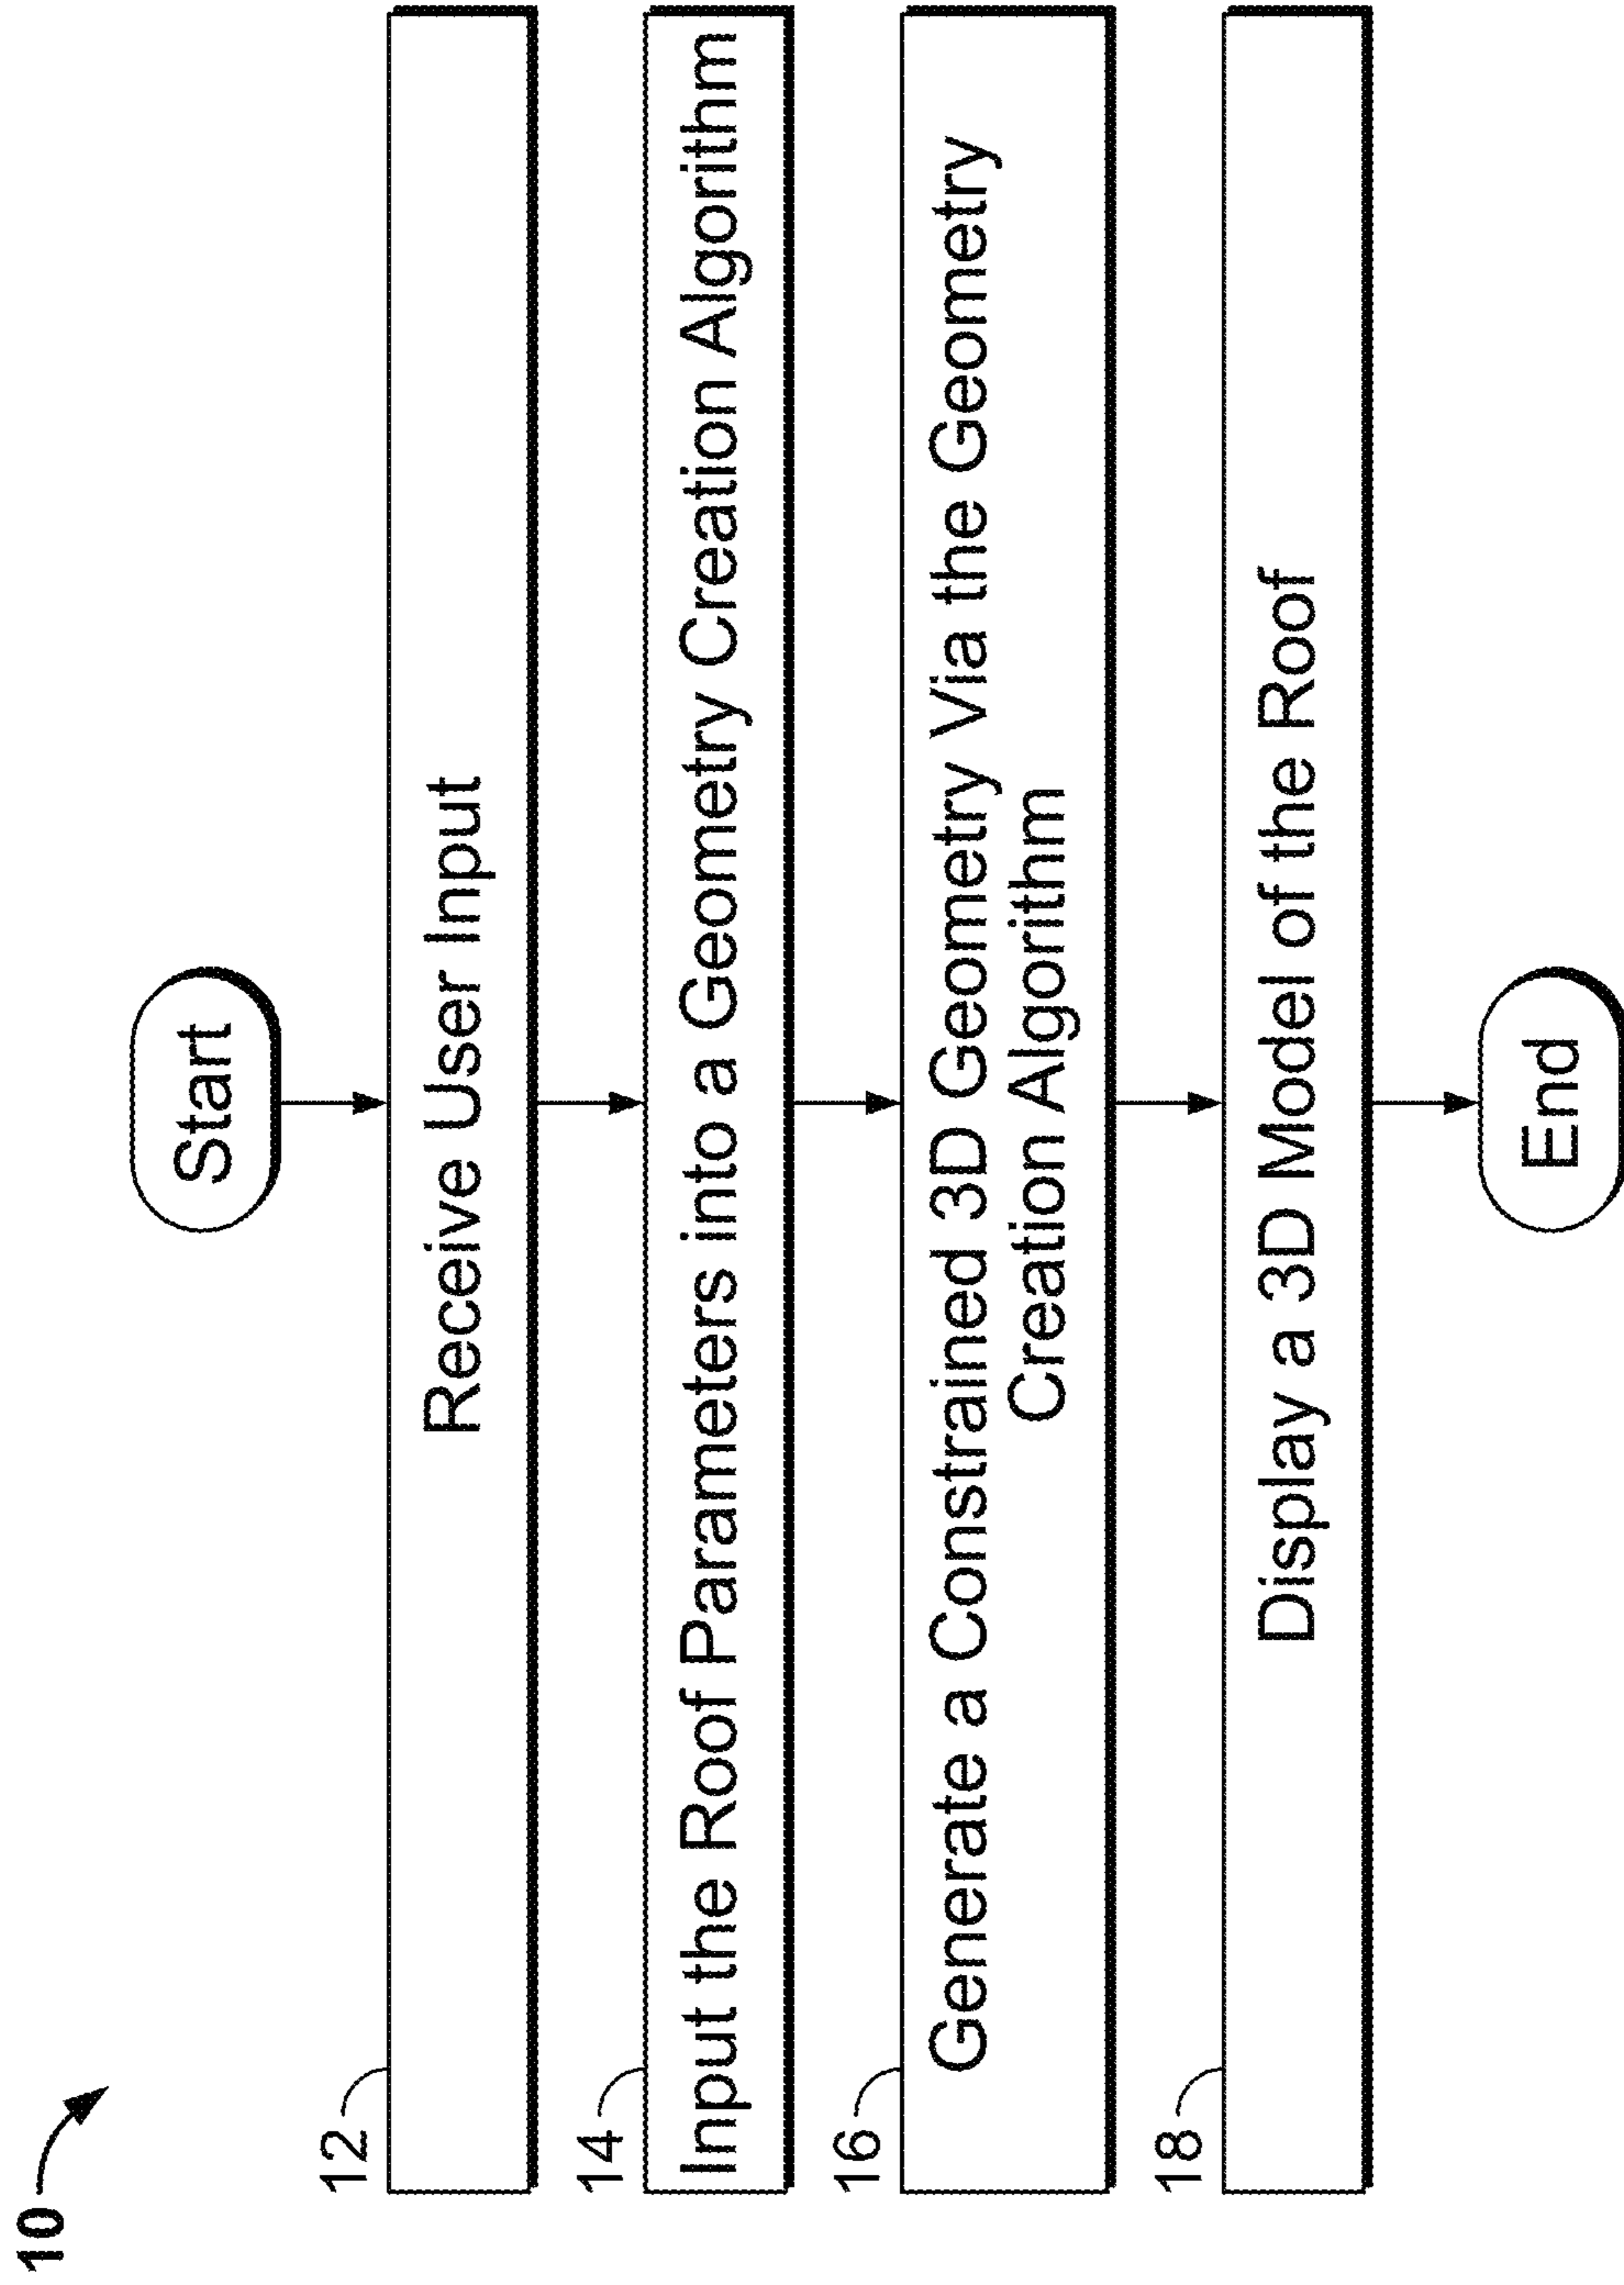 10
Start
12
Receive User Input
14
Input the Roof Parameters into a Geometry Creation Algorithm
16
Generate a Constrained 3D Geometry Via the Geometry
Creation Algorithm
18
Display a 3D Model of the Roof
End